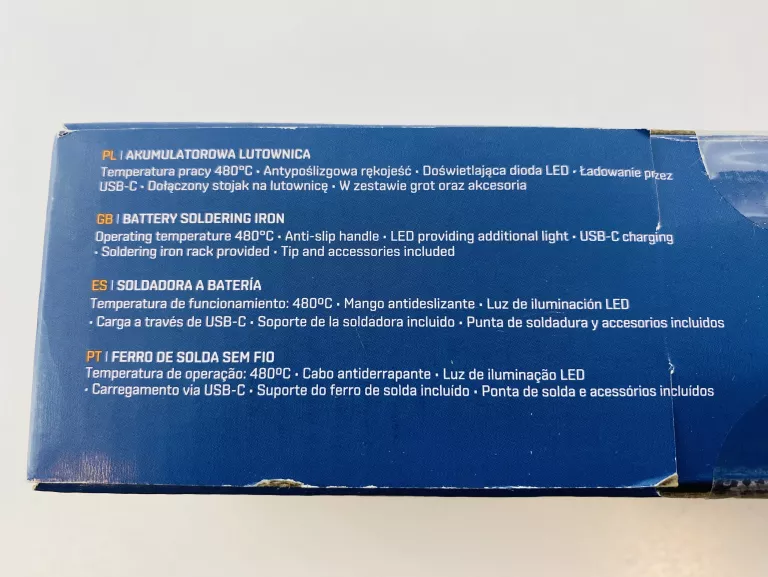 PL | AKUMULATOROWA LUTOWNICA
Temperatura pracy 480°C • Antypoślizgowa rękojeść • Doświetlająca dioda LED • Ładowanie przez
USB-C • Dołączony stojak na lutownicę • W zestawie grot oraz akcesoria
GB | BATTERY SOLDERING IRON
Operating temperature 480°C • Anti-slip handle • LED providing additional light • USB-C charging
• Soldering iron rack provided • Tip and accessories included
ES | SOLDADORA A BATERÍA
Temperatura de funcionamiento: 480ºC • Mango antideslizante • Luz de iluminación LED
• Carga a través de USB-C • Soporte de la soldadora incluido • Punta de soldadura y accesorios incluidos
PT | FERRO DE SOLDA SEM FIO
Temperatura de operação: 480ºC • Cabo antiderrapante • Luz de iluminação LED
• Carregamento via USB-C • Suporte do ferro de solda incluído • Ponta de solda e acessórios incluídos